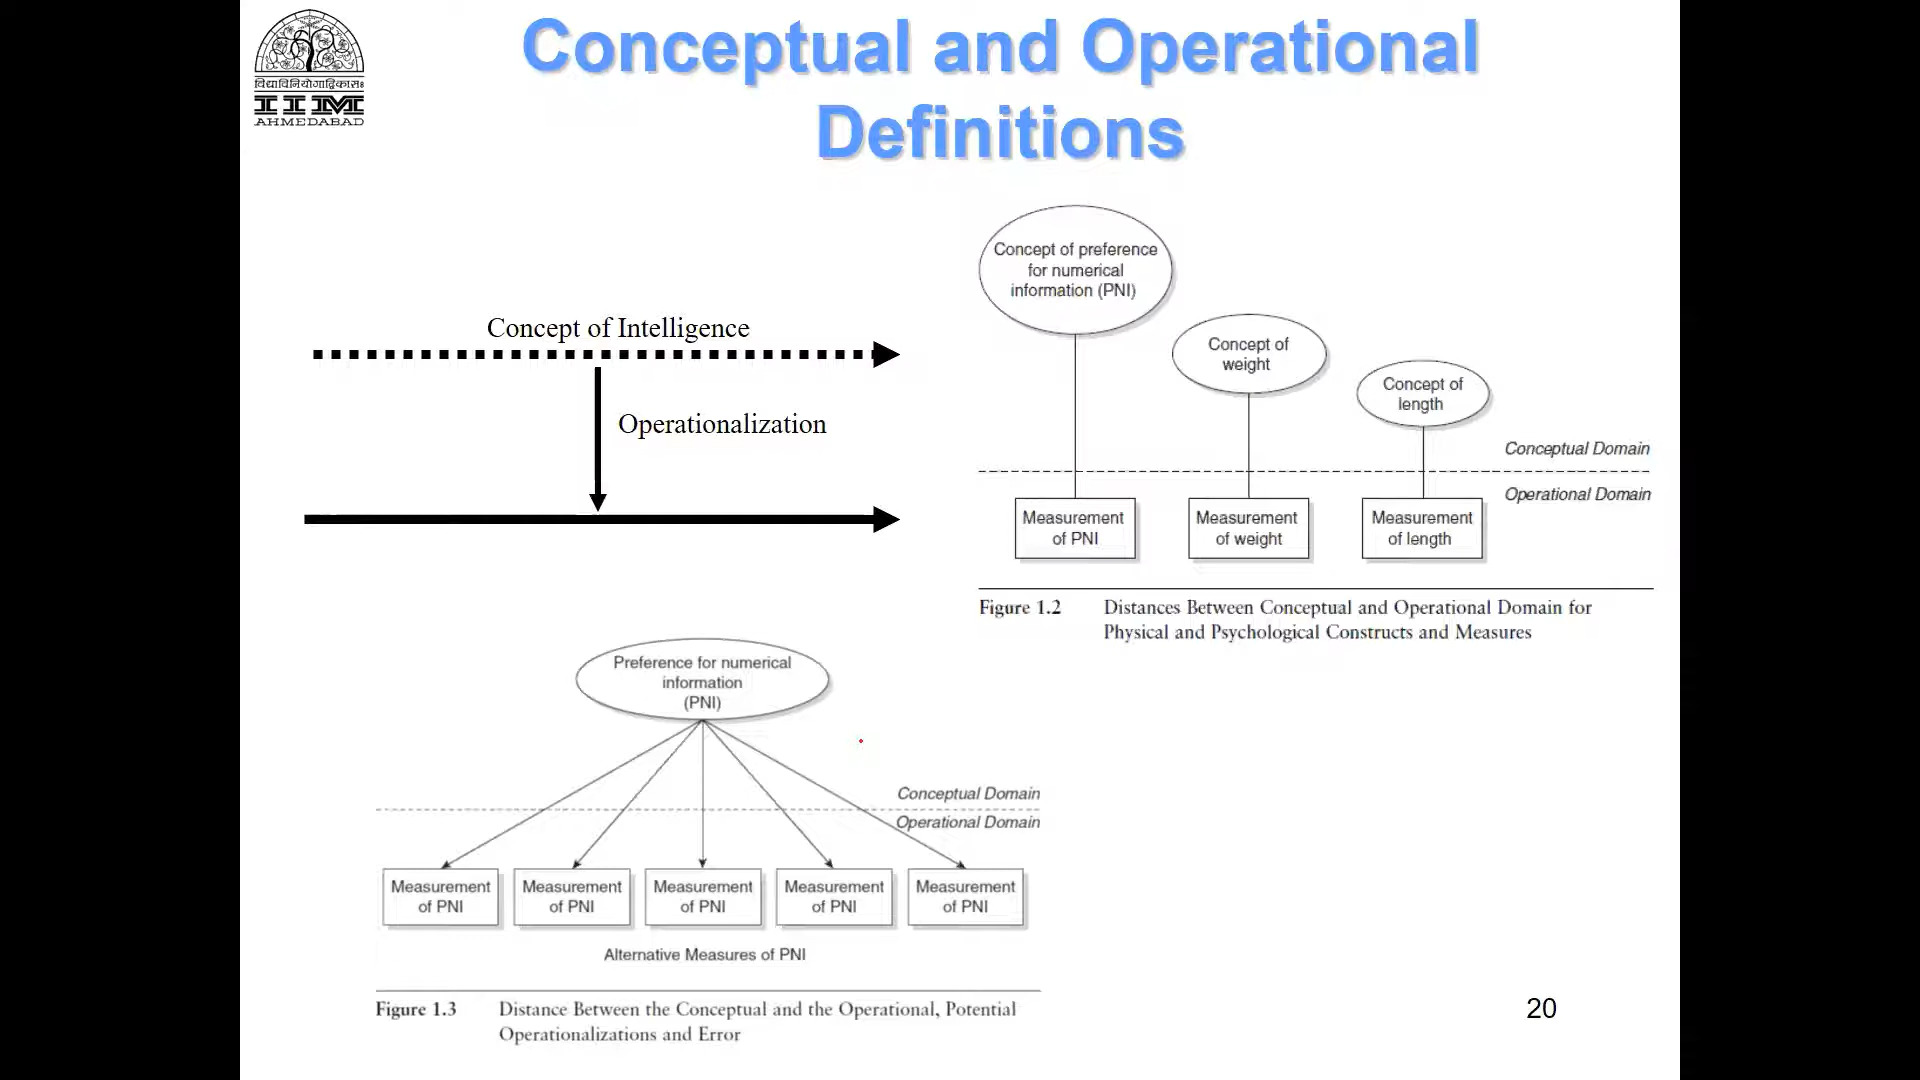 विद्याविनियोगाद्विकासः
IIM
AHMEDABAD
Conceptual and Operational
Definitions
Concept of Intelligence
Operationalization
Concept of preference
for numerical
information (PNI)
Concept of
weight
Concept of
length
Conceptual Domain
Operational Domain
Measurement
of PNI
Measurement
of weight
Measurement
of length
Figure 1.2 Distances Between Conceptual and Operational Domain for
Physical and Psychological Constructs and Measures
Preference for numerical
information
(PNI)
Conceptual Domain
Operational Domain
Measurement
of PNI
Measurement
of PNI
Measurement
of PNI
Measurement
of PNI
Measurement
of PNI
Alternative Measures of PNI
Figure 1.3 Distance Between the Conceptual and the Operational, Potential
Operationalizations and Error
20